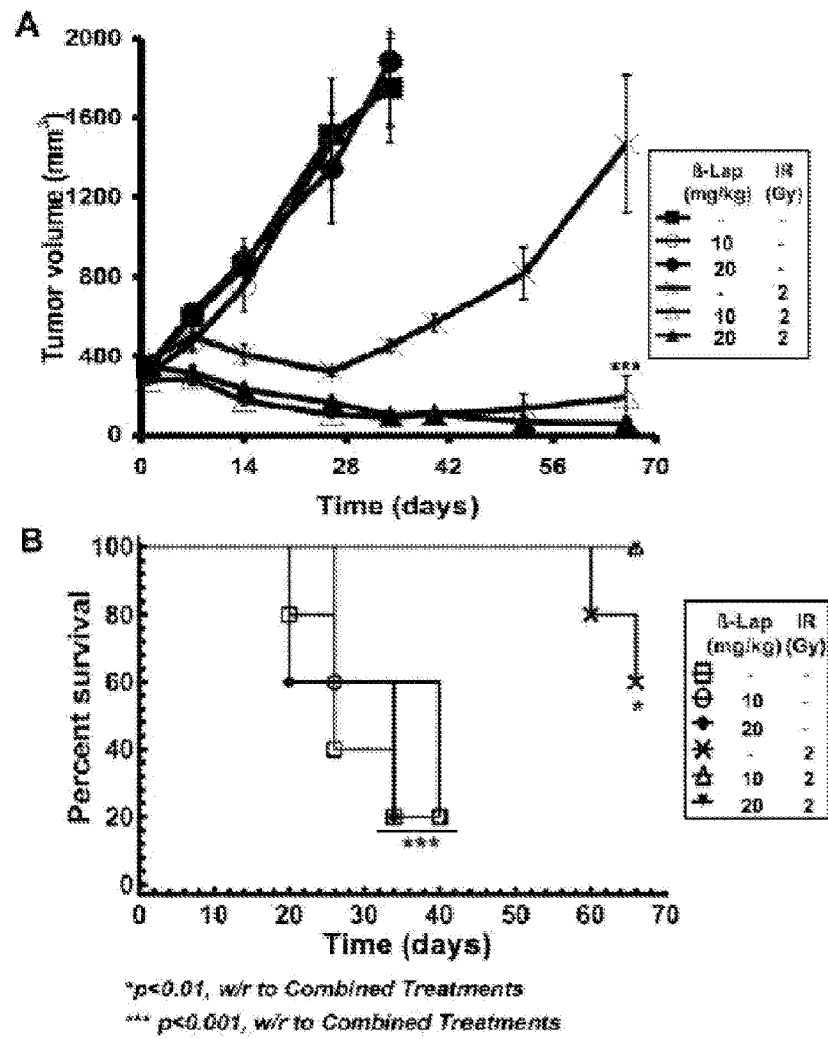 A
2000
1600
1200
800
400
0
Tumor volume (mm³)
0 14 28 42 56 70
Time (days)
***
ß-Lap IR
(mg/kg) (Gy)
- -
10 -
20 -
- 2
10 2
20 2
B
100
80
60
40
20
0
Percent survival
0 10 20 30 40 50 60 70
Time (days)
***
*
ß-Lap IR
(mg/kg) (Gy)
- -
10 -
20 -
- 2
10 2
20 2
*p<0.01, w/r to Combined Treatments
*** p<0.001, w/r to Combined Treatments